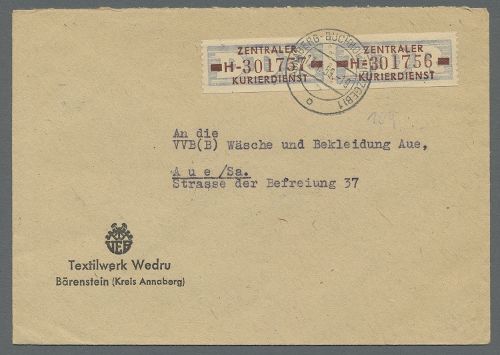 ZENTRALER
H-301757
KURIERDIENST
ZENTRALER
H-301756
KURIERDIENST
An die
VVB(B) Wäsche und Bekleidung Aue,
Aue/Sa.
Strasse der Befreiung 37
VEB
Textilwerk Wedru
Bärenstein (Kreis Annaberg)